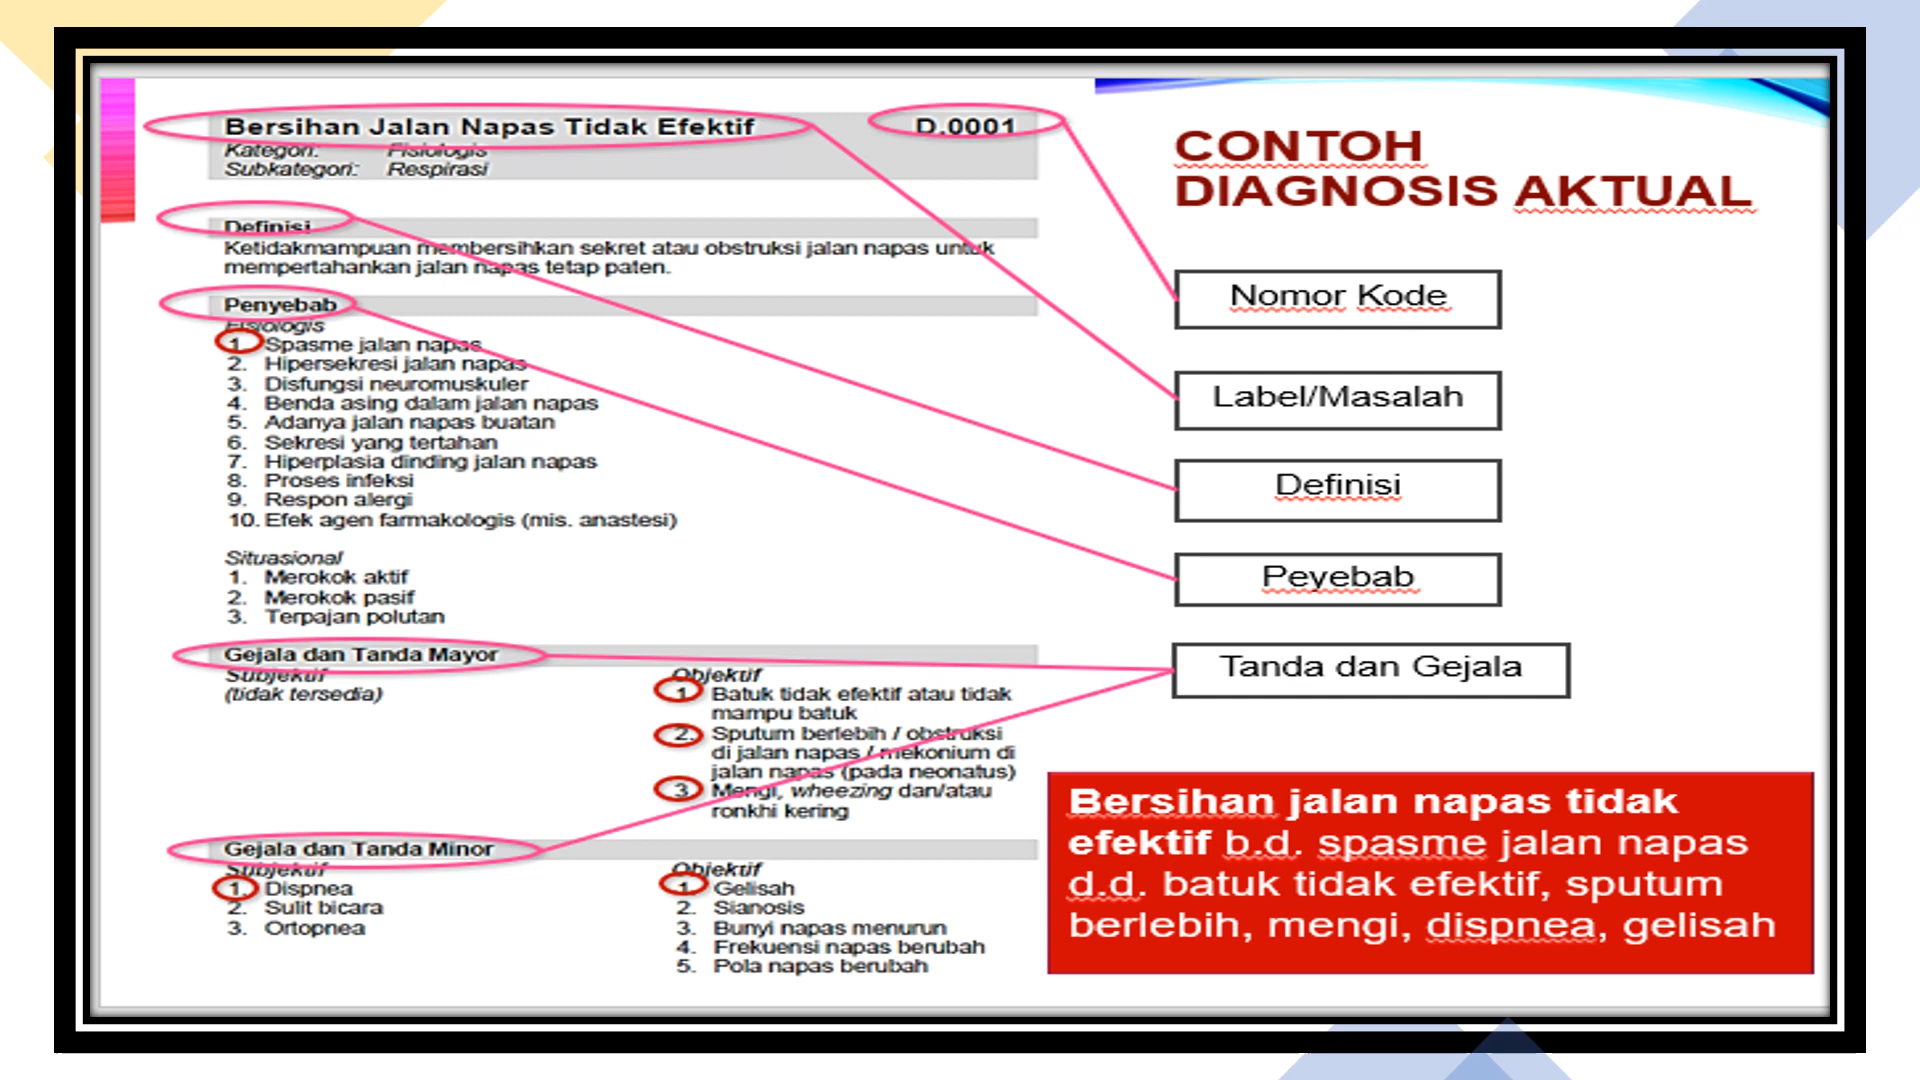 Bersihan Jalan Napas Tidak Efektif D.0001
Kategori: Fisiologis
Subkategori: Respirasi
Definisi
Ketidakmampuan membersihkan sekret atau obstruksi jalan napas untuk
mempertahankan jalan napas tetap paten.
Penyebab
Fisiologis
1. Spasme jalan napas
2. Hipersekresi jalan napas
3. Disfungsi neuromuskuler
4. Benda asing dalam jalan napas
5. Adanya jalan napas buatan
6. Sekresi yang tertahan
7. Hiperplasia dinding jalan napas
8. Proses infeksi
9. Respon alergi
10. Efek agen farmakologis (mis. anastesi)
Situasional
1. Merokok aktif
2. Merokok pasif
3. Terpajan polutan
Gejala dan Tanda Mayor
Subjektif
(tidak tersedia)
Objektif
1. Batuk tidak efektif atau tidak
mampu batuk
2. Sputum berlebih / obstruksi
di jalan napas / mekonium di
jalan napas (pada neonatus)
3. Mengi, wheezing dan/atau
ronkhi kering
Gejala dan Tanda Minor
Subjektif
1. Dispnea
2. Sulit bicara
3. Ortopnea
Objektif
1. Gelisah
2. Sianosis
3. Bunyi napas menurun
4. Frekuensi napas berubah
5. Pola napas berubah
CONTOH
DIAGNOSIS AKTUAL
Nomor Kode
Label/Masalah
Definisi
Peyebab
Tanda dan Gejala
Bersihan jalan napas tidak
efektif b.d. spasme jalan napas
d.d. batuk tidak efektif, sputum
berlebih, mengi, dispnea, gelisah